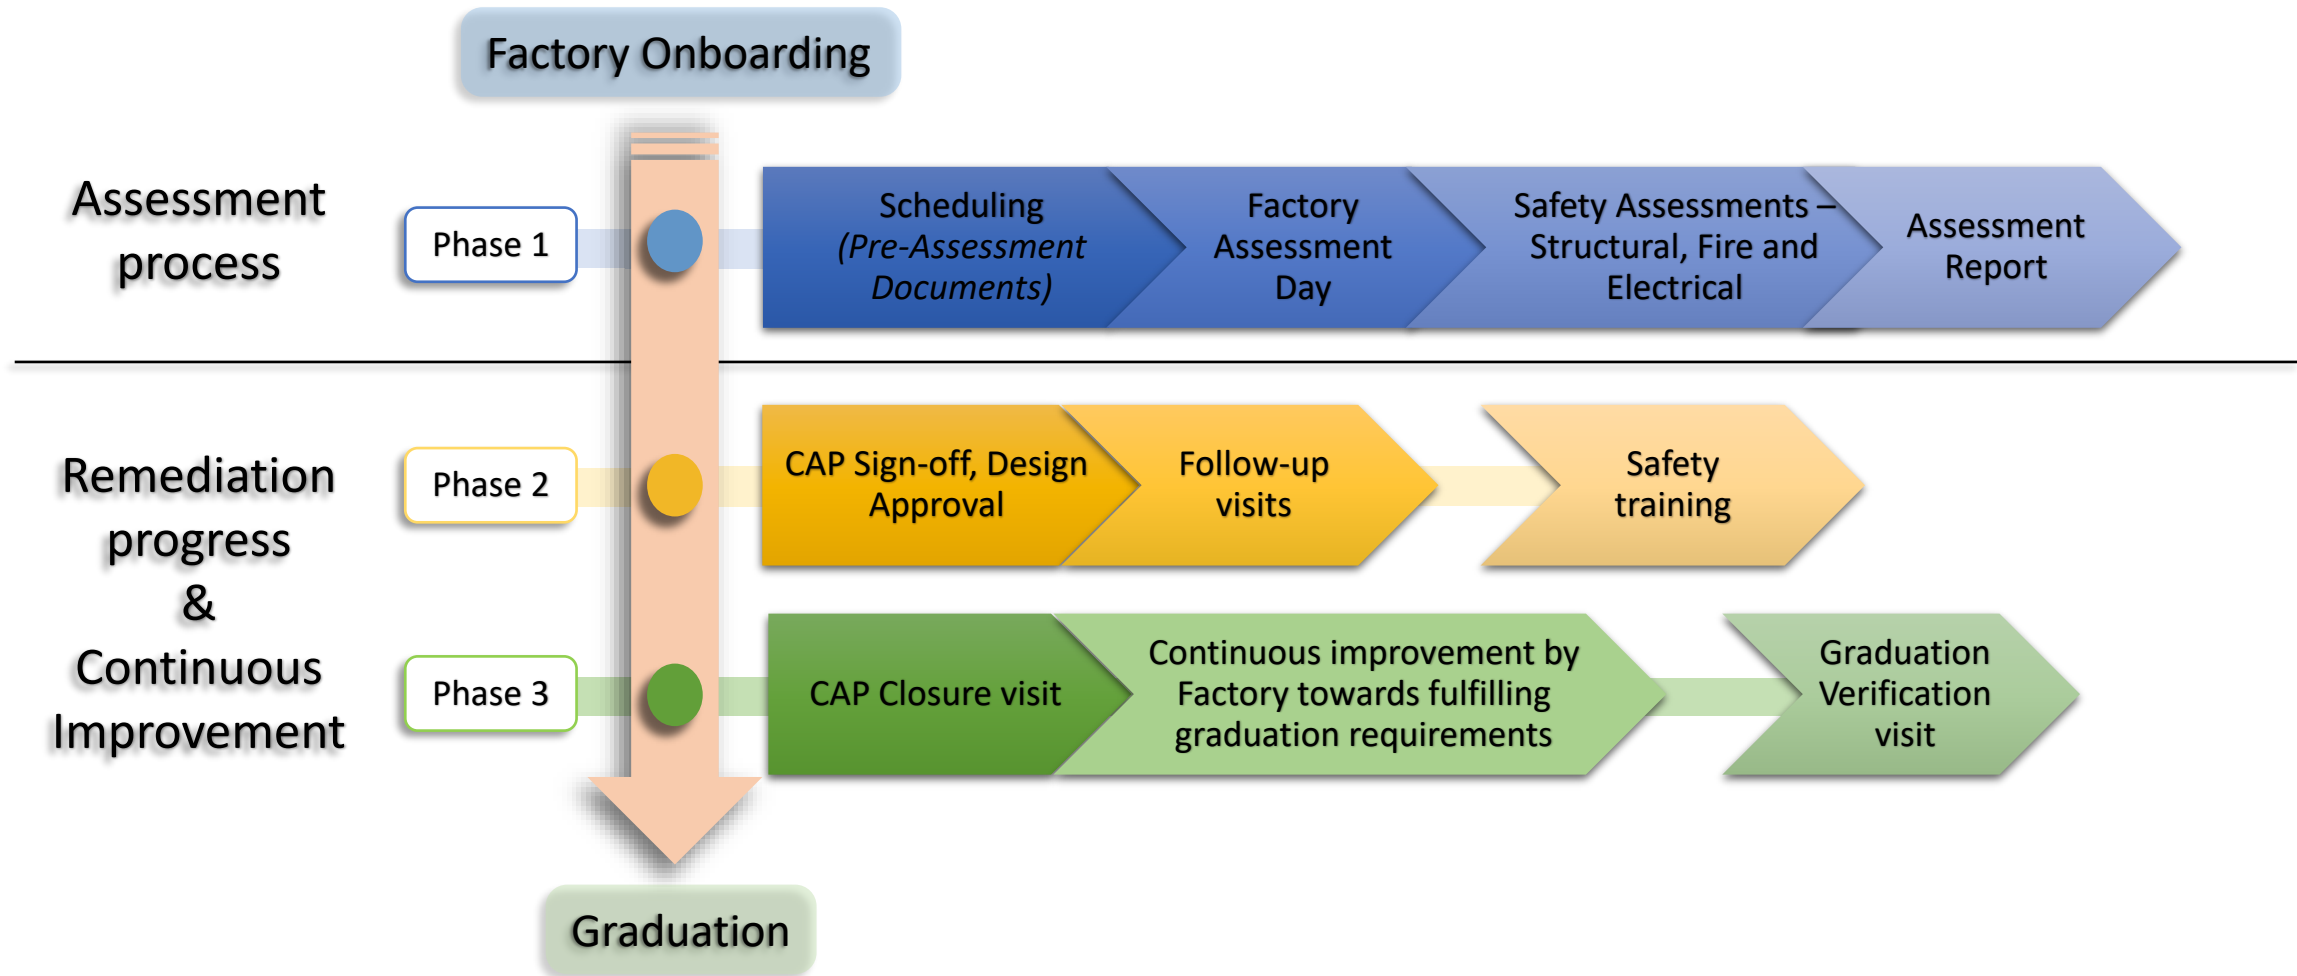 Factory Onboarding
Assessment
process
Phase 1
Scheduling
(Pre-Assessment
Documents)
Factory
Assessment
Day
Safety Assessments –
Structural, Fire and
Electrical
Assessment
Report
Remediation
progress
&
Continuous
Improvement
Phase 2
CAP Sign-off, Design
Approval
Follow-up
visits
Safety
training
Phase 3
CAP Closure visit
Continuous improvement by
Factory towards fulfilling
graduation requirements
Graduation
Verification
visit
Graduation